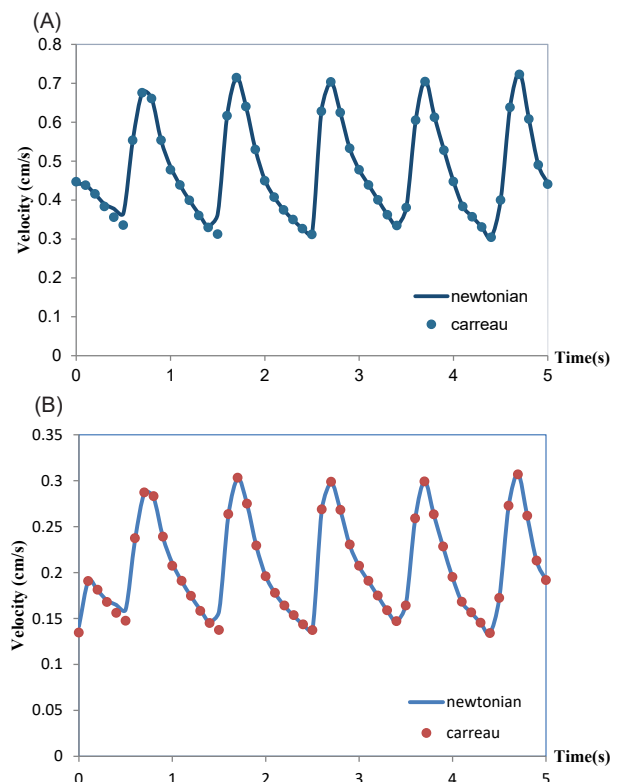 (A)
0.8
0.7
0.6
0.5
0.4
0.3
0.2
0.1
0
Velocity (cm/s)
newtonian
carreau
0 1 2 3 4 5
Time(s)
(B)
0.35
0.3
0.25
0.2
0.15
0.1
0.05
0
Velocity (cm/s)
newtonian
carreau
0 1 2 3 4 5
Time(s)